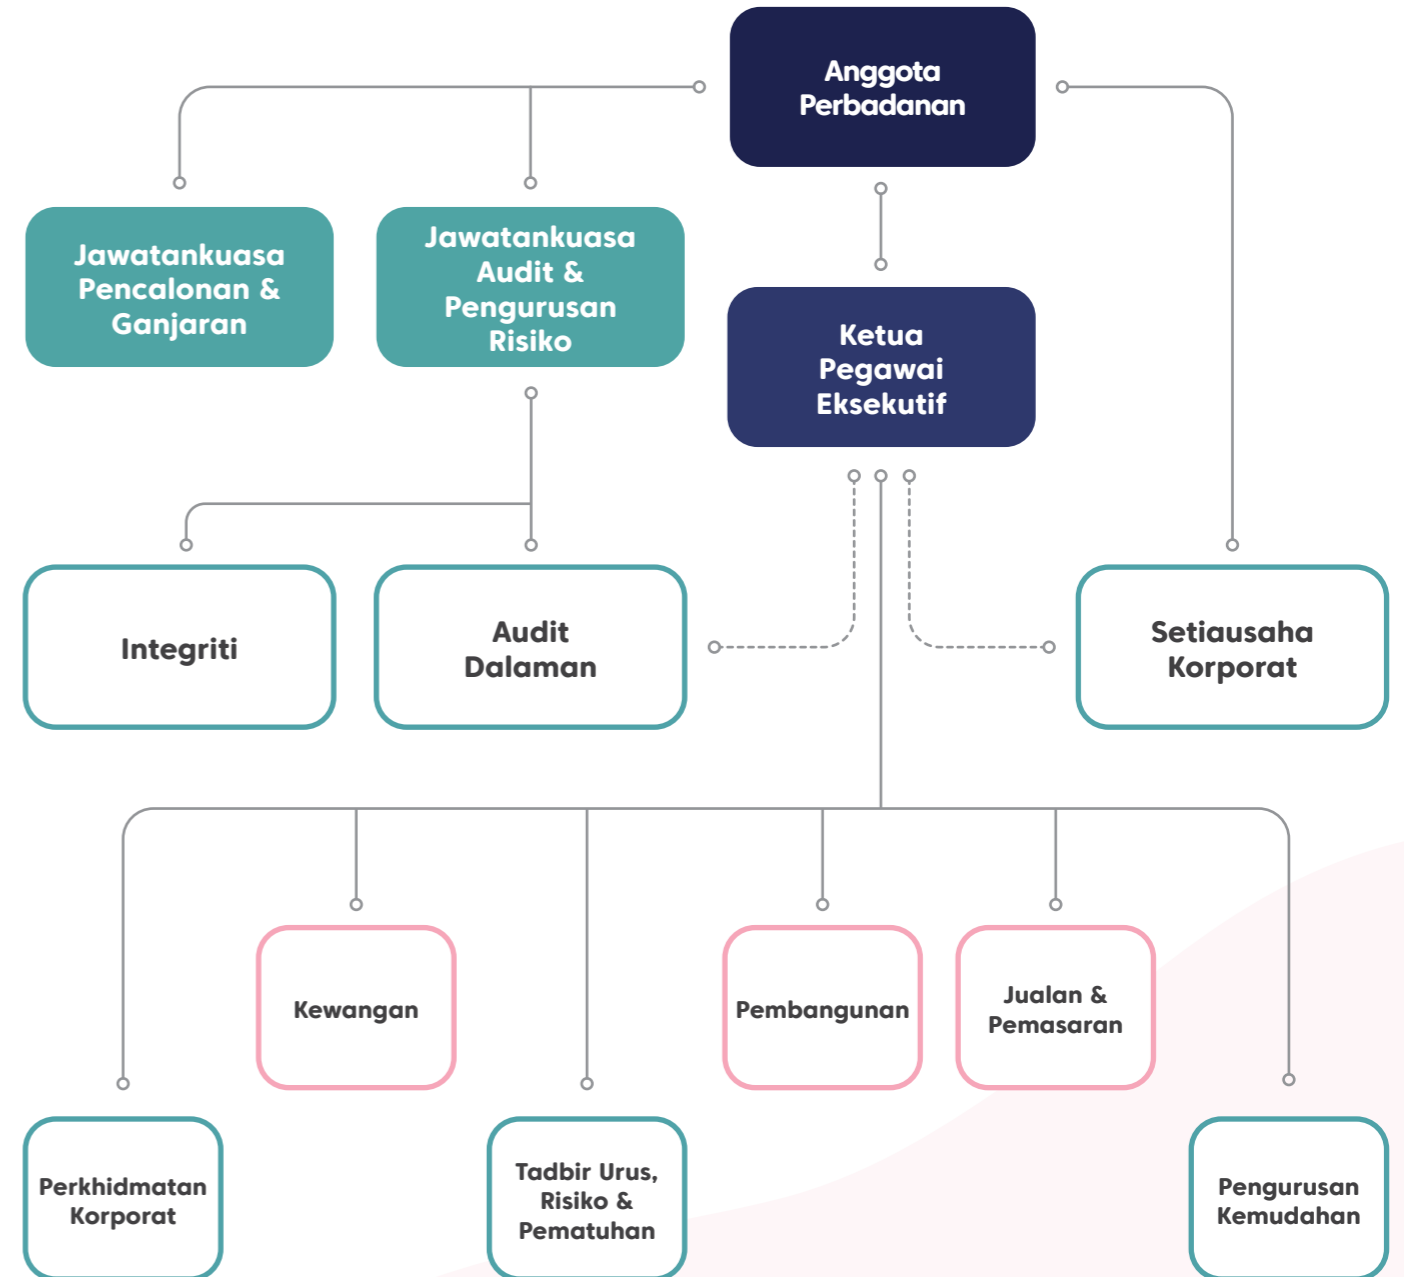 Anggota
Perbadanan
Jawatankuasa
Pencalonan &
Ganjaran
Jawatankuasa
Audit &
Pengurusan
Risiko
Ketua
Pegawai
Eksekutif
Integriti
Audit
Dalaman
Setiausaha
Korporat
Kewangan
Pembangunan
Jualan &
Pemasaran
Perkhidmatan
Korporat
Tadbir Urus,
Risiko &
Pematuhan
Pengurusan
Kemudahan